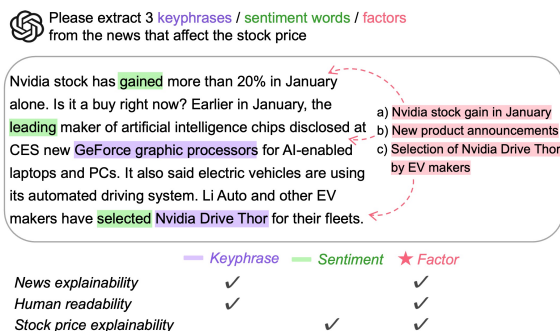 Please extract 3 keyphrases / sentiment words / factors
from the news that affect the stock price
Nvidia stock has gained more than 20% in January
alone. Is it a buy right now? Earlier in January, the
leading maker of artificial intelligence chips disclosed at
CES new GeForce graphic processors for AI-enabled
laptops and PCs. It also said electric vehicles are using
its automated driving system. Li Auto and other EV
makers have selected Nvidia Drive Thor for their fleets.
a) Nvidia stock gain in January
b) New product announcements
c) Selection of Nvidia Drive Thor
by EV makers
Keyphrase Sentiment Factor
News explainability ✓ ✓
Human readability ✓ ✓
Stock price explainability ✓ ✓